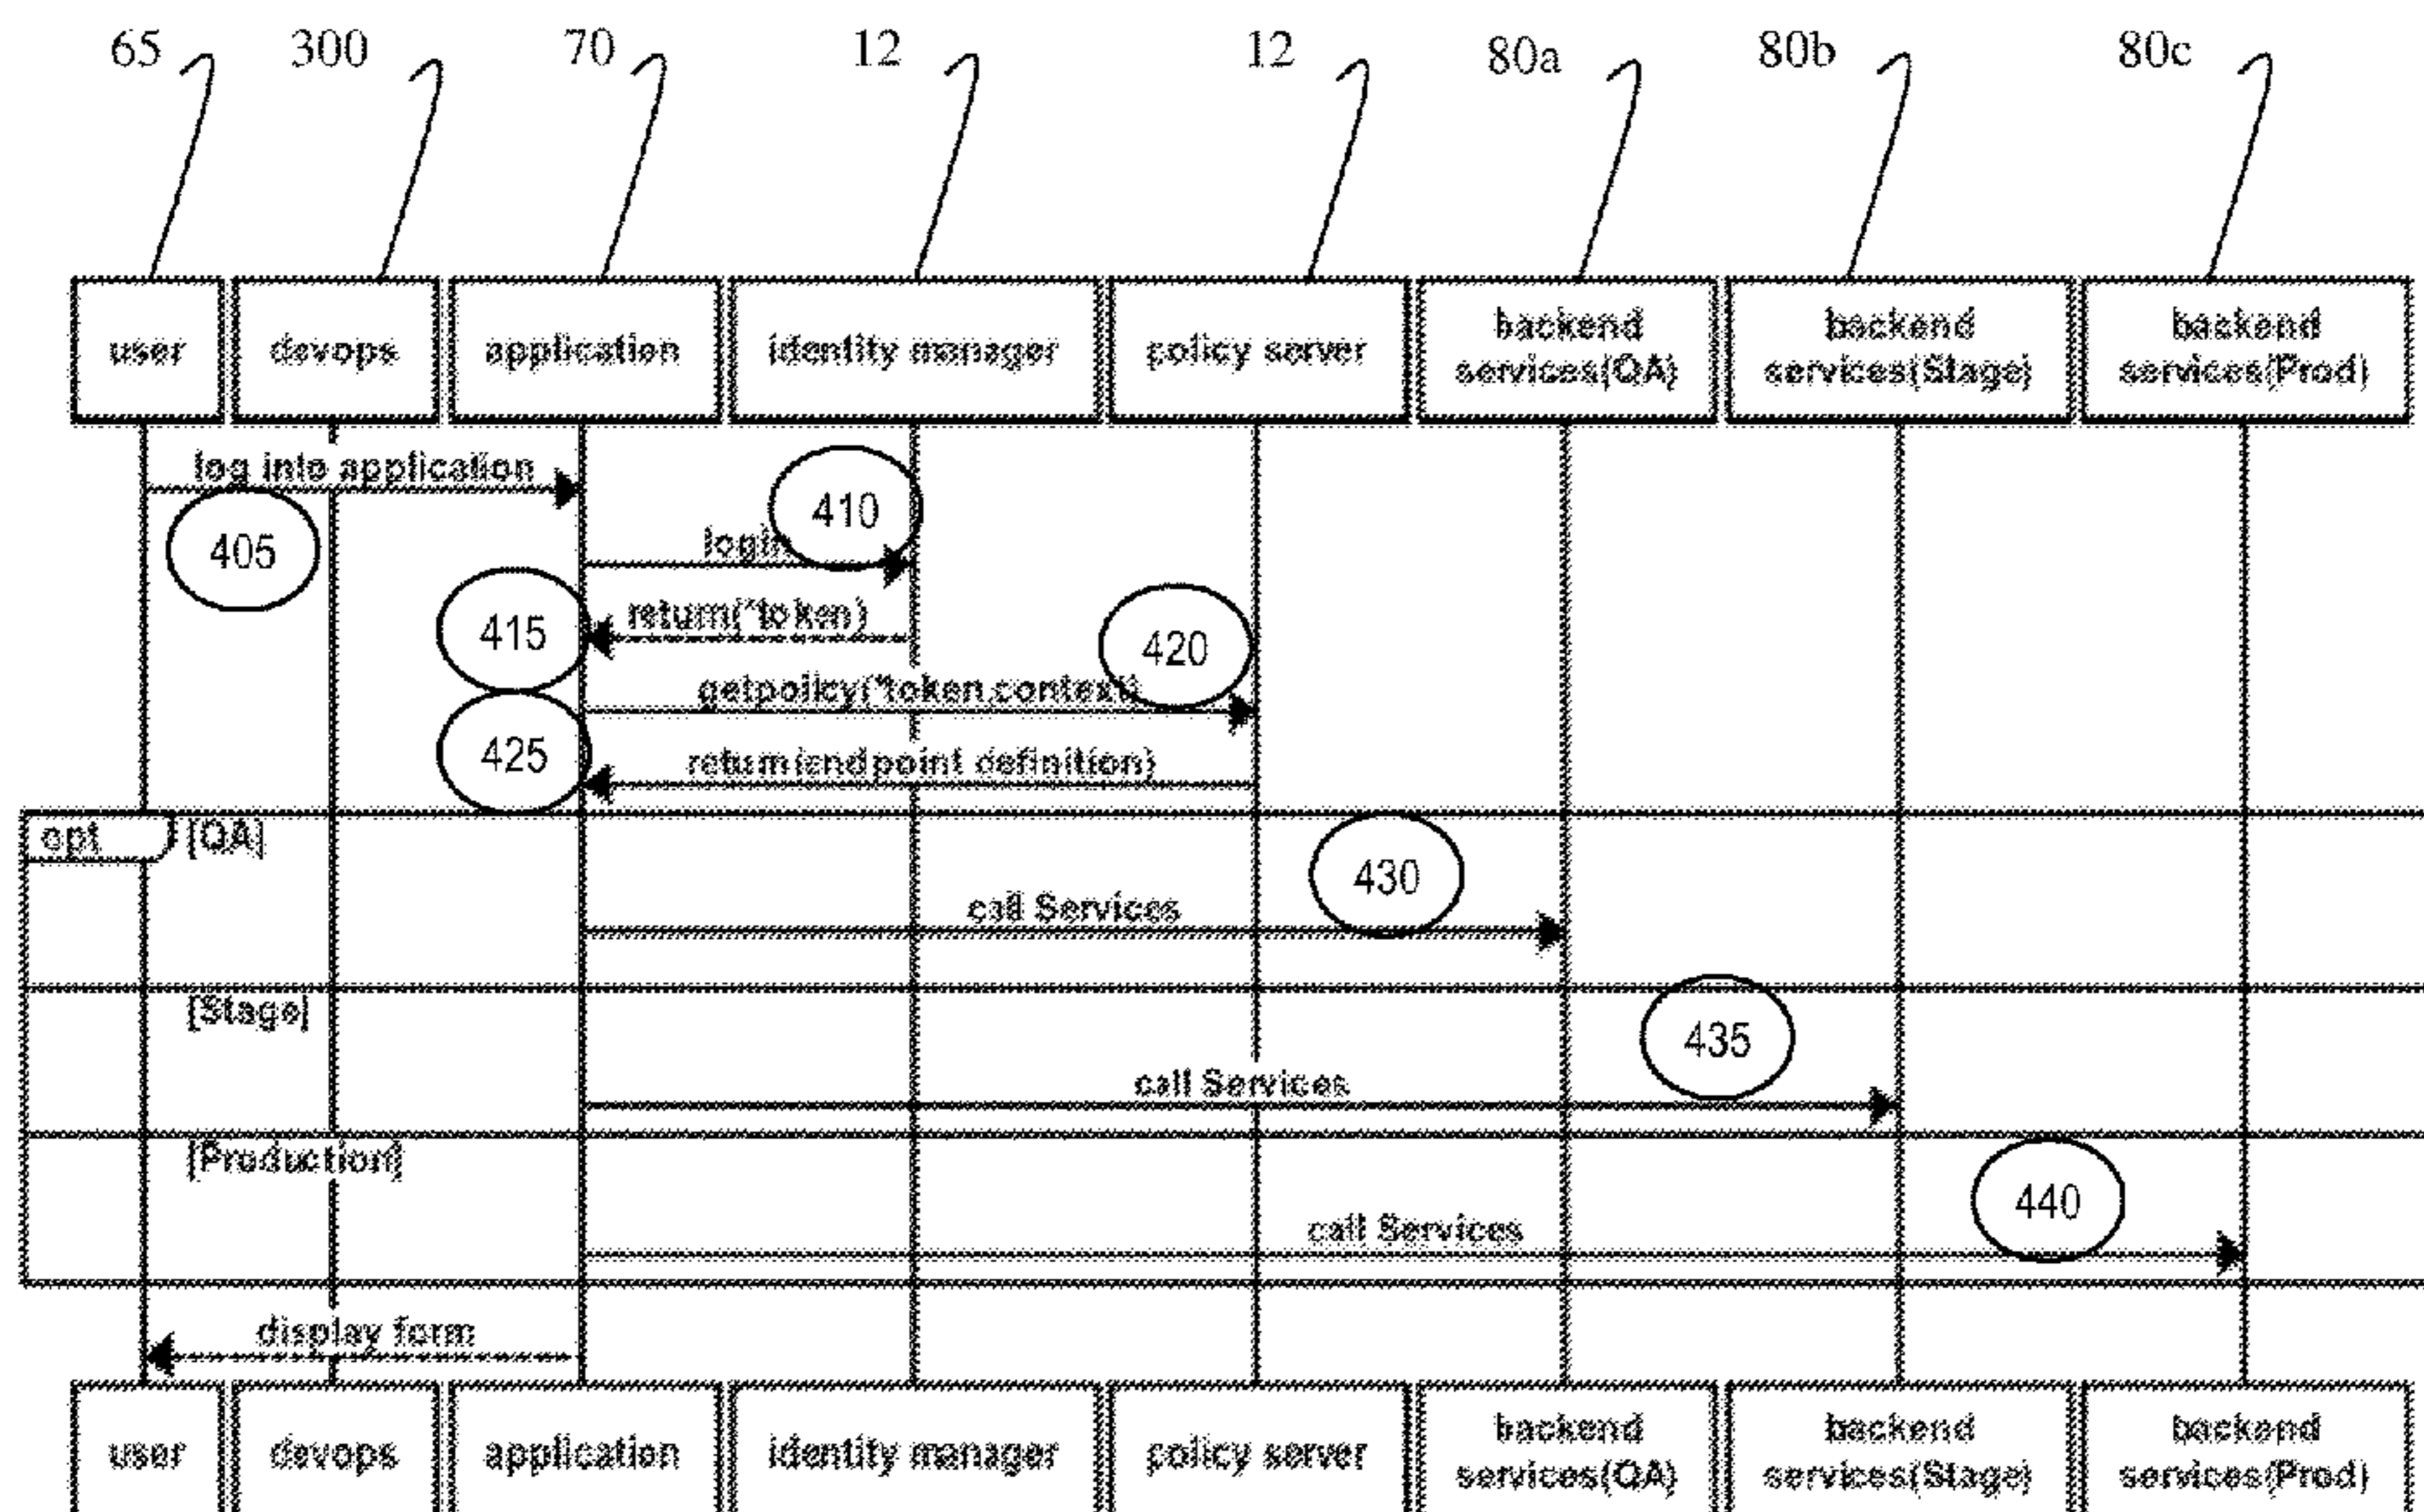 65 300 70 12 12 80a 80b 80c
user devops application identity manager policy server backend services(QA) backend services(Stage) backend services(Prod)
log into application
405
410
login
415
return(*token)
420
getpolicy(*token,context)
425
return(endpoint definition)
opt [QA]
430
call Services
[Stage]
435
call Services
[Production]
440
call Services
display form
user devops application identity manager policy server backend services(QA) backend services(Stage) backend services(Prod)